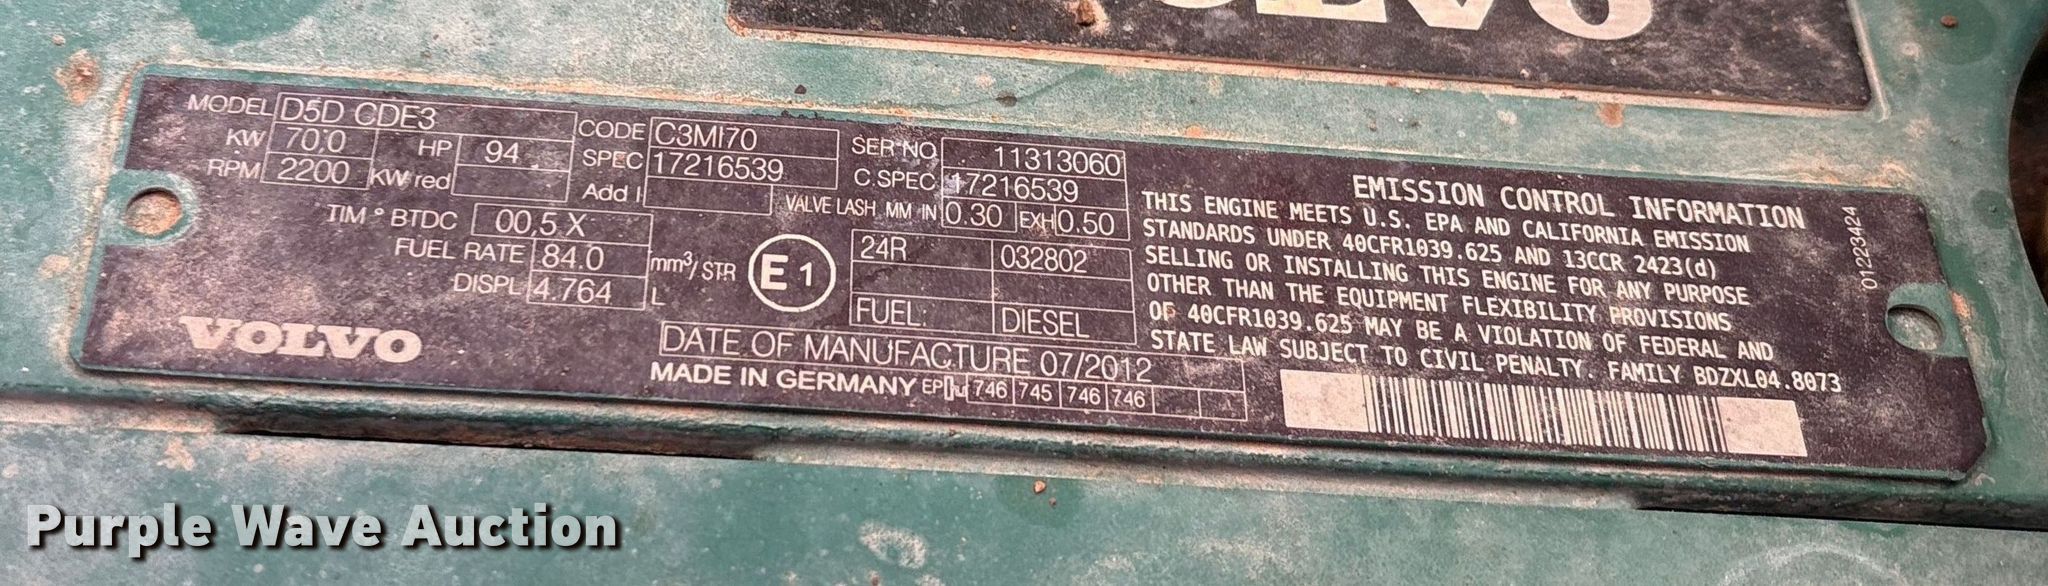 VOLVO
MODEL D5D CDE3
KW 70.0 HP 94
RPM 2200 KW red
CODE C3MI70
SPEC 17216539
Add I
SER NO 11313060
C.SPEC 17216539
VALVE LASH MM IN 0.30 EXH 0.50
TIM ° BTDC 00,5 X
FUEL RATE 84.0 mm³/STR
DISPL 4.764 L
E1
24R 032802
FUEL: DIESEL
VOLVO
DATE OF MANUFACTURE 07/2012
MADE IN GERMANY EP 746 745 746 746
EMISSION CONTROL INFORMATION
THIS ENGINE MEETS U.S. EPA AND CALIFORNIA EMISSION
STANDARDS UNDER 40CFR1039.625 AND 13CCR 2423(d)
SELLING OR INSTALLING THIS ENGINE FOR ANY PURPOSE
OTHER THAN THE EQUIPMENT FLEXIBILITY PROVISIONS
OF 40CFR1039.625 MAY BE A VIOLATION OF FEDERAL AND
STATE LAW SUBJECT TO CIVIL PENALTY. FAMILY BDZXL04.8073
01223424
Purple Wave Auction